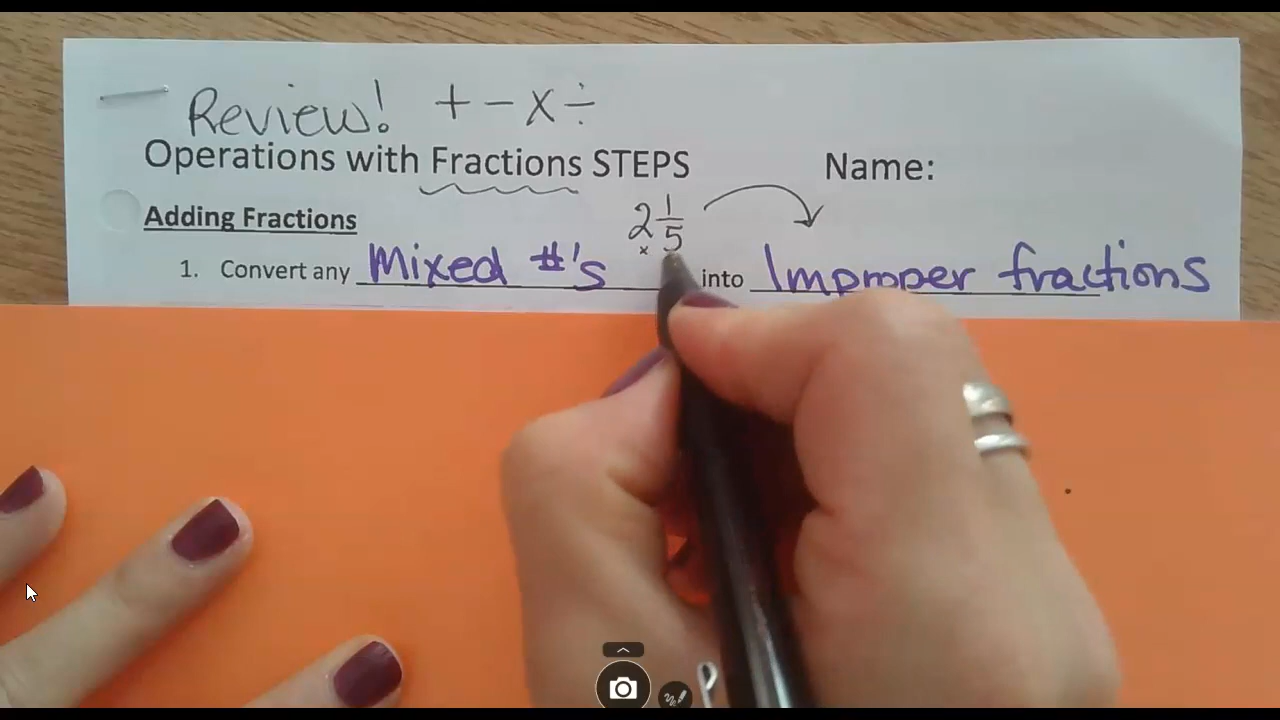 Review! + - x ÷
Operations with Fractions STEPS Name:
Adding Fractions
2 1/5
×
1. Convert any Mixed #'s into Improper fractions